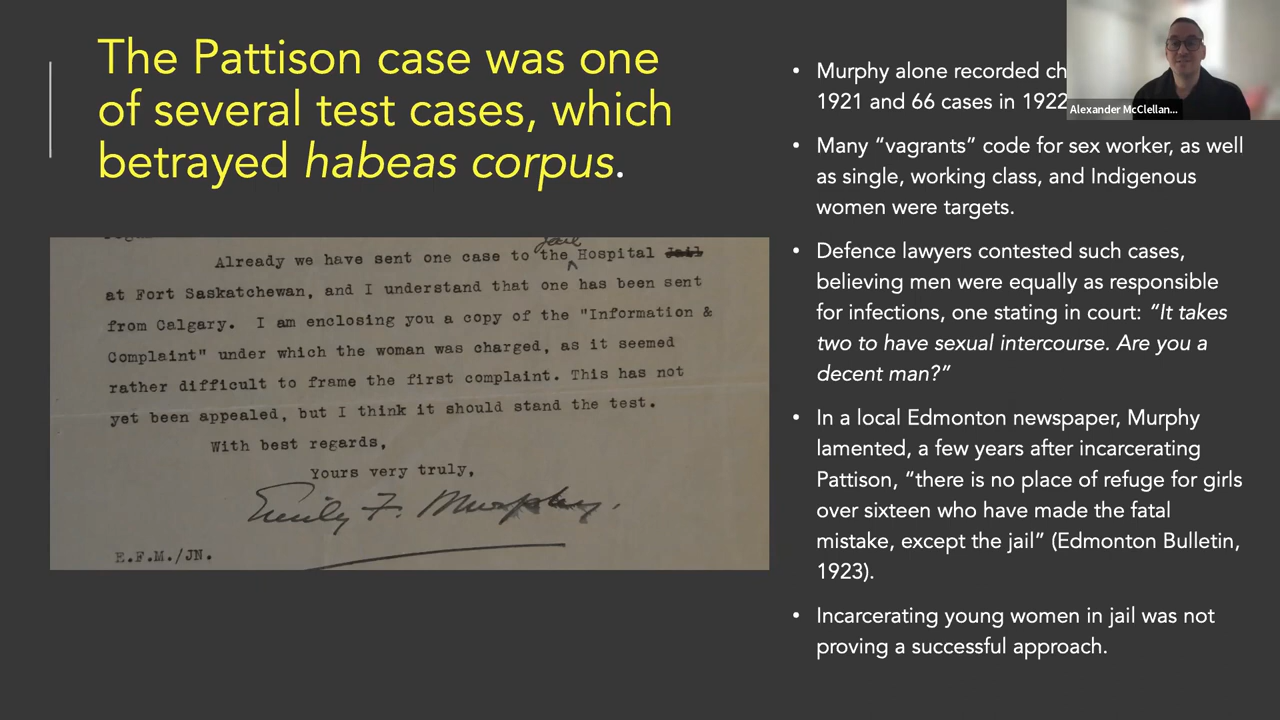 The Pattison case was one
of several test cases, which
betrayed habeas corpus.
jail
Already we have sent one case to the Hospital Jail
at Fort Saskatchewan, and I understand that one has been sent
from Calgary.  I am enclosing you a copy of the "Information &
Complaint" under which the woman was charged, as it seemed
rather difficult to frame the first complaint. This has not
yet been appealed, but I think it should stand the test.
With best regards,
Yours very truly,
Emily F. Murphy.
E.F.M./JN.
• Murphy alone recorded
1921 and 66 cases in 1922
• Many “vagrants” code for sex worker, as well
as single, working class, and Indigenous
women were targets.
• Defence lawyers contested such cases,
believing men were equally as responsible
for infections, one stating in court: “It takes
two to have sexual intercourse. Are you a
decent man?”
• In a local Edmonton newspaper, Murphy
lamented, a few years after incarcerating
Pattison, “there is no place of refuge for girls
over sixteen who have made the fatal
mistake, except the jail” (Edmonton Bulletin,
1923).
• Incarcerating young women in jail was not
proving a successful approach.
Alexander McClellan...